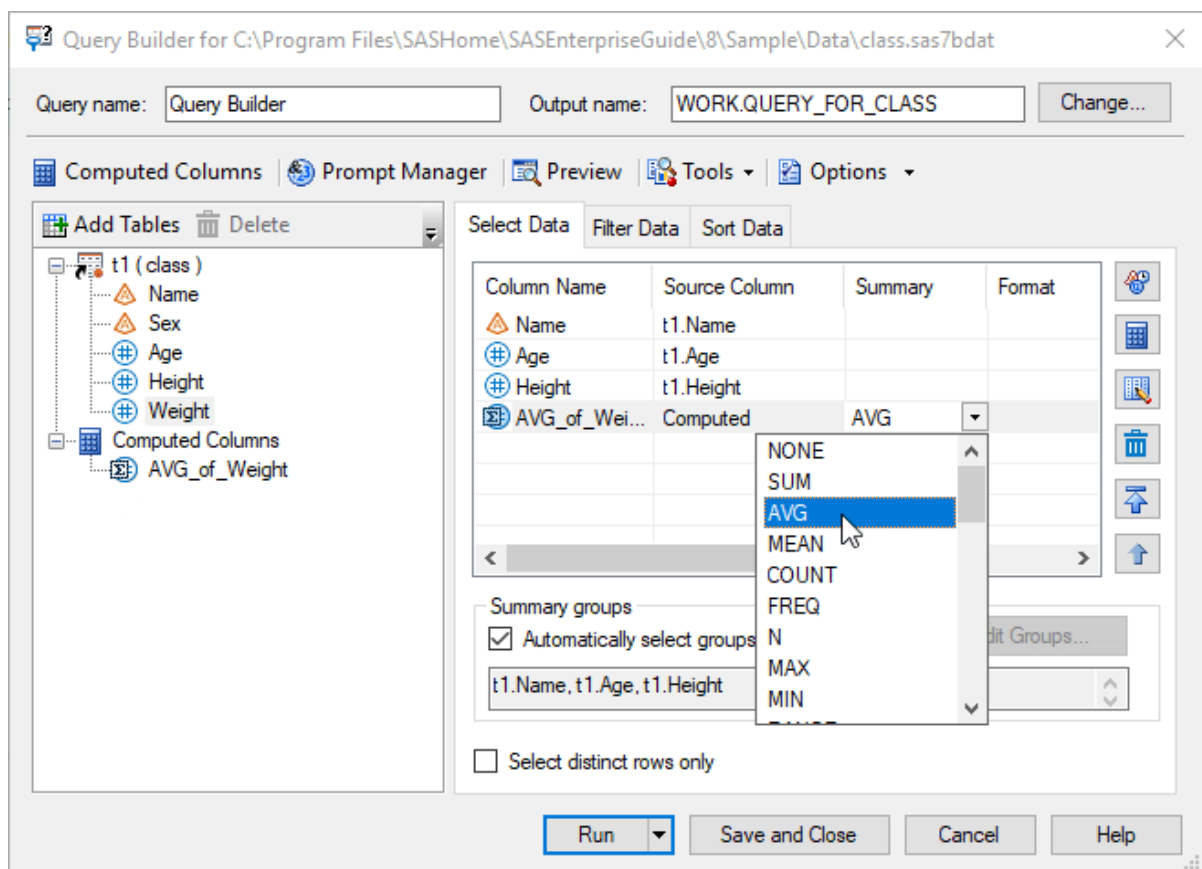 Query Builder for C:\Program Files\SASHome\SASEnterpriseGuide\8\Sample\Data\class.sas7bdat
Query name: Query Builder Output name: WORK.QUERY_FOR_CLASS Change...
Computed Columns Prompt Manager Preview Tools Options
Add Tables Delete
t1 ( class )
Name
Sex
Age
Height
Weight
Computed Columns
AVG_of_Weight
Select Data Filter Data Sort Data
Column Name Source Column Summary Format
Name t1.Name
Age t1.Age
Height t1.Height
AVG_of_Wei... Computed AVG
NONE
SUM
AVG
MEAN
COUNT
FREQ
N
MAX
MIN
Summary groups
Automatically select groups
t1.Name, t1.Age, t1.Height
Groups...
Select distinct rows only
Run Save and Close Cancel Help